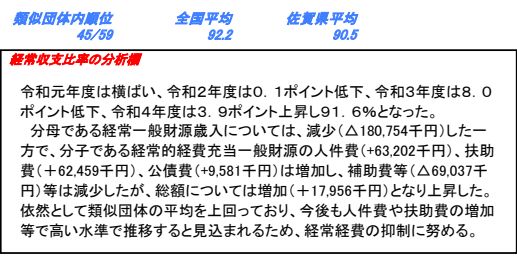 類似団体内順位 全国平均 佐賀県平均
45/59 92.2 90.5
経常収支比率の分析欄
令和元年度は横ばい、令和２年度は０．１ポイント低下、令和３年度は８．０
ポイント低下、令和４年度は３．９ポイント上昇し９１．６％となった。
　分母である経常一般財源歳入については、減少（△180,754千円）した一
方で、分子である経常的経費充当一般財源の人件費（+63,202千円）、扶助
費（＋62,459千円）、公債費（+9,581千円）は増加し、補助費等（△69,037千
円）等は減少したが、総額については増加（＋17,956千円）となり上昇した。
依然として類似団体の平均を上回っており、今後も人件費や扶助費の増加
等で高い水準で推移すると見込まれるため、経常経費の抑制に努める。